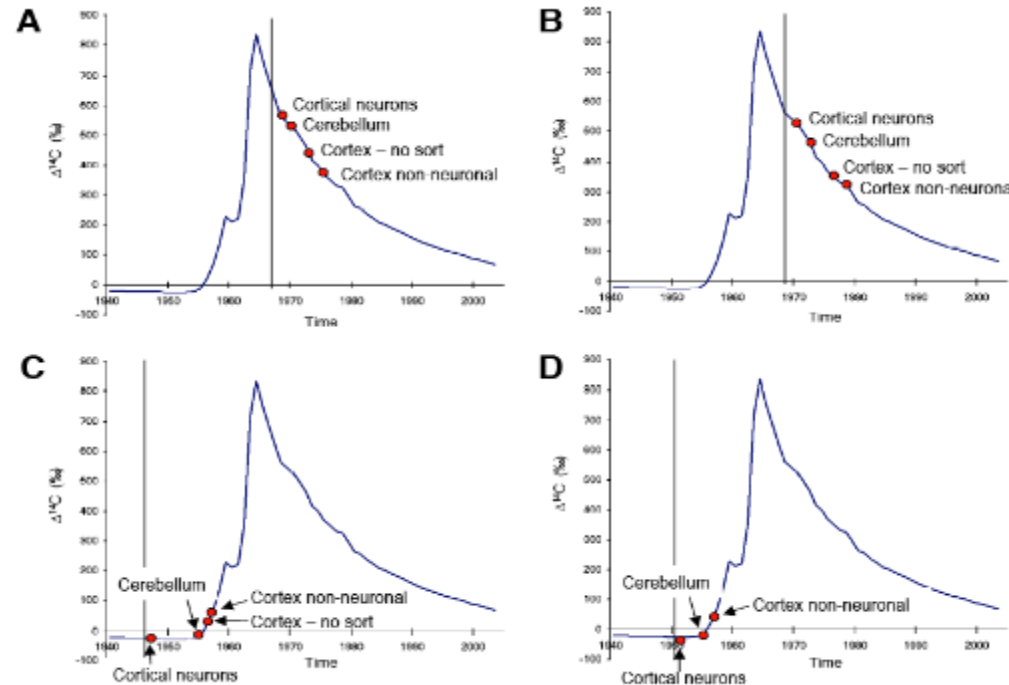 A
900
800
700
600
500
400
300
200
100
0
-100
Δ¹⁴C (‰)
1940 1950 1960 1970 1980 1990 2000
Time
Cortical neurons
Cerebellum
Cortex – no sort
Cortex non-neuronal
B
900
800
700
600
500
400
300
200
100
0
-100
Δ¹⁴C (‰)
1940 1950 1960 1970 1980 1990 2000
Time
Cortical neurons
Cerebellum
Cortex – no sort
Cortex non-neuronal
C
900
800
700
600
500
400
300
200
100
0
-100
Δ¹⁴C (‰)
1940 1950 1960 1970 1980 1990 2000
Time
Cerebellum
Cortex non-neuronal
Cortex – no sort
Cortical neurons
D
900
800
700
600
500
400
300
200
100
0
-100
Δ¹⁴C (‰)
1940 1950 1960 1970 1980 1990 2000
Time
Cerebellum
Cortex non-neuronal
Cortical neurons